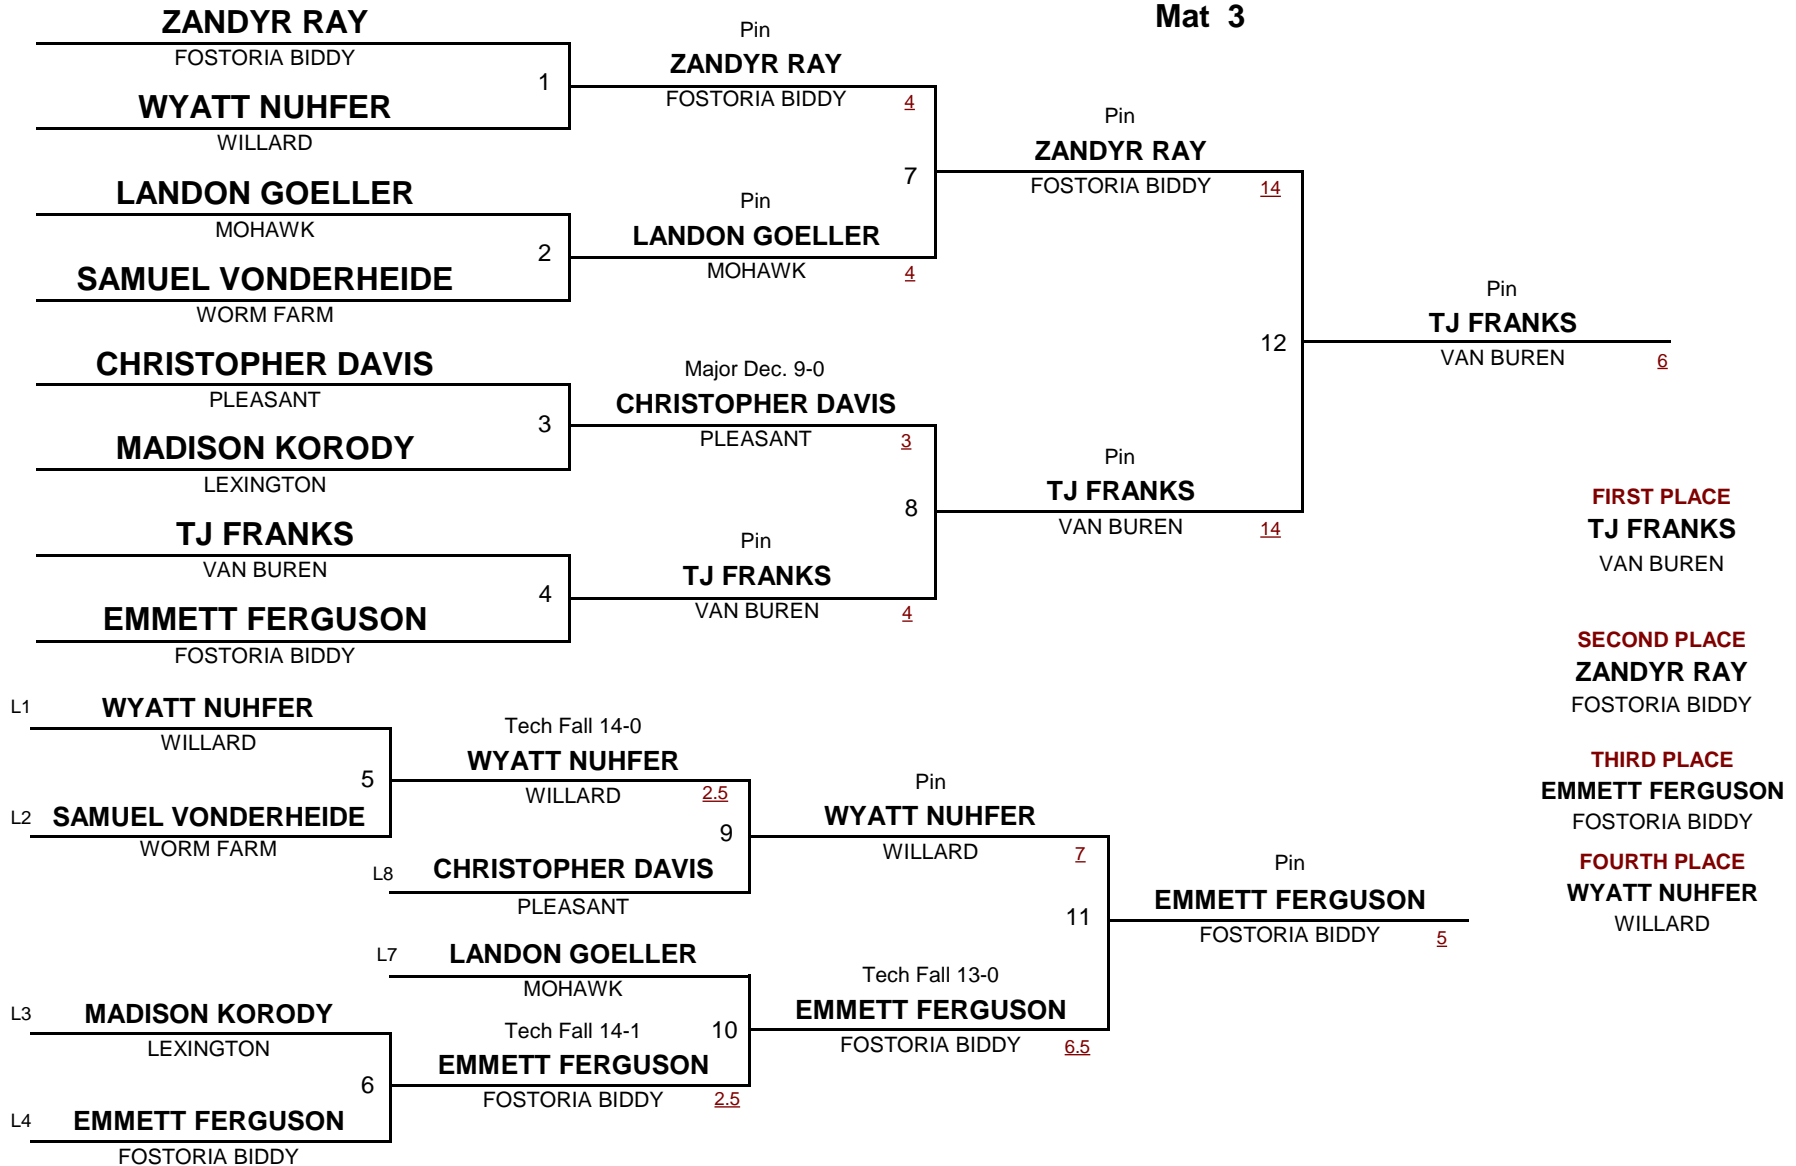 Mat 3
ZANDYR RAY
FOSTORIA BIDDY
1
WYATT NUHFER
WILLARD
LANDON GOELLER
MOHAWK
2
SAMUEL VONDERHEIDE
WORM FARM
CHRISTOPHER DAVIS
PLEASANT
3
MADISON KORODY
LEXINGTON
TJ FRANKS
VAN BUREN
4
EMMETT FERGUSON
FOSTORIA BIDDY
Pin
ZANDYR RAY
FOSTORIA BIDDY 4
7
Pin
LANDON GOELLER
MOHAWK 4
Major Dec. 9-0
CHRISTOPHER DAVIS
PLEASANT 3
8
Pin
TJ FRANKS
VAN BUREN 4
Pin
ZANDYR RAY
FOSTORIA BIDDY 14
12
Pin
TJ FRANKS
VAN BUREN 14
Pin
TJ FRANKS
VAN BUREN 6
FIRST PLACE
TJ FRANKS
VAN BUREN
SECOND PLACE
ZANDYR RAY
FOSTORIA BIDDY
THIRD PLACE
EMMETT FERGUSON
FOSTORIA BIDDY
FOURTH PLACE
WYATT NUHFER
WILLARD
L1 WYATT NUHFER
WILLARD
5
L2 SAMUEL VONDERHEIDE
WORM FARM
L3 MADISON KORODY
LEXINGTON
6
L4 EMMETT FERGUSON
FOSTORIA BIDDY
Tech Fall 14-0
WYATT NUHFER
WILLARD 2.5
9
L8 CHRISTOPHER DAVIS
PLEASANT
L7 LANDON GOELLER
MOHAWK
Tech Fall 14-1 10
EMMETT FERGUSON
FOSTORIA BIDDY 2.5
Pin
WYATT NUHFER
WILLARD 7
11
Tech Fall 13-0
EMMETT FERGUSON
FOSTORIA BIDDY 6.5
Pin
EMMETT FERGUSON
FOSTORIA BIDDY 5